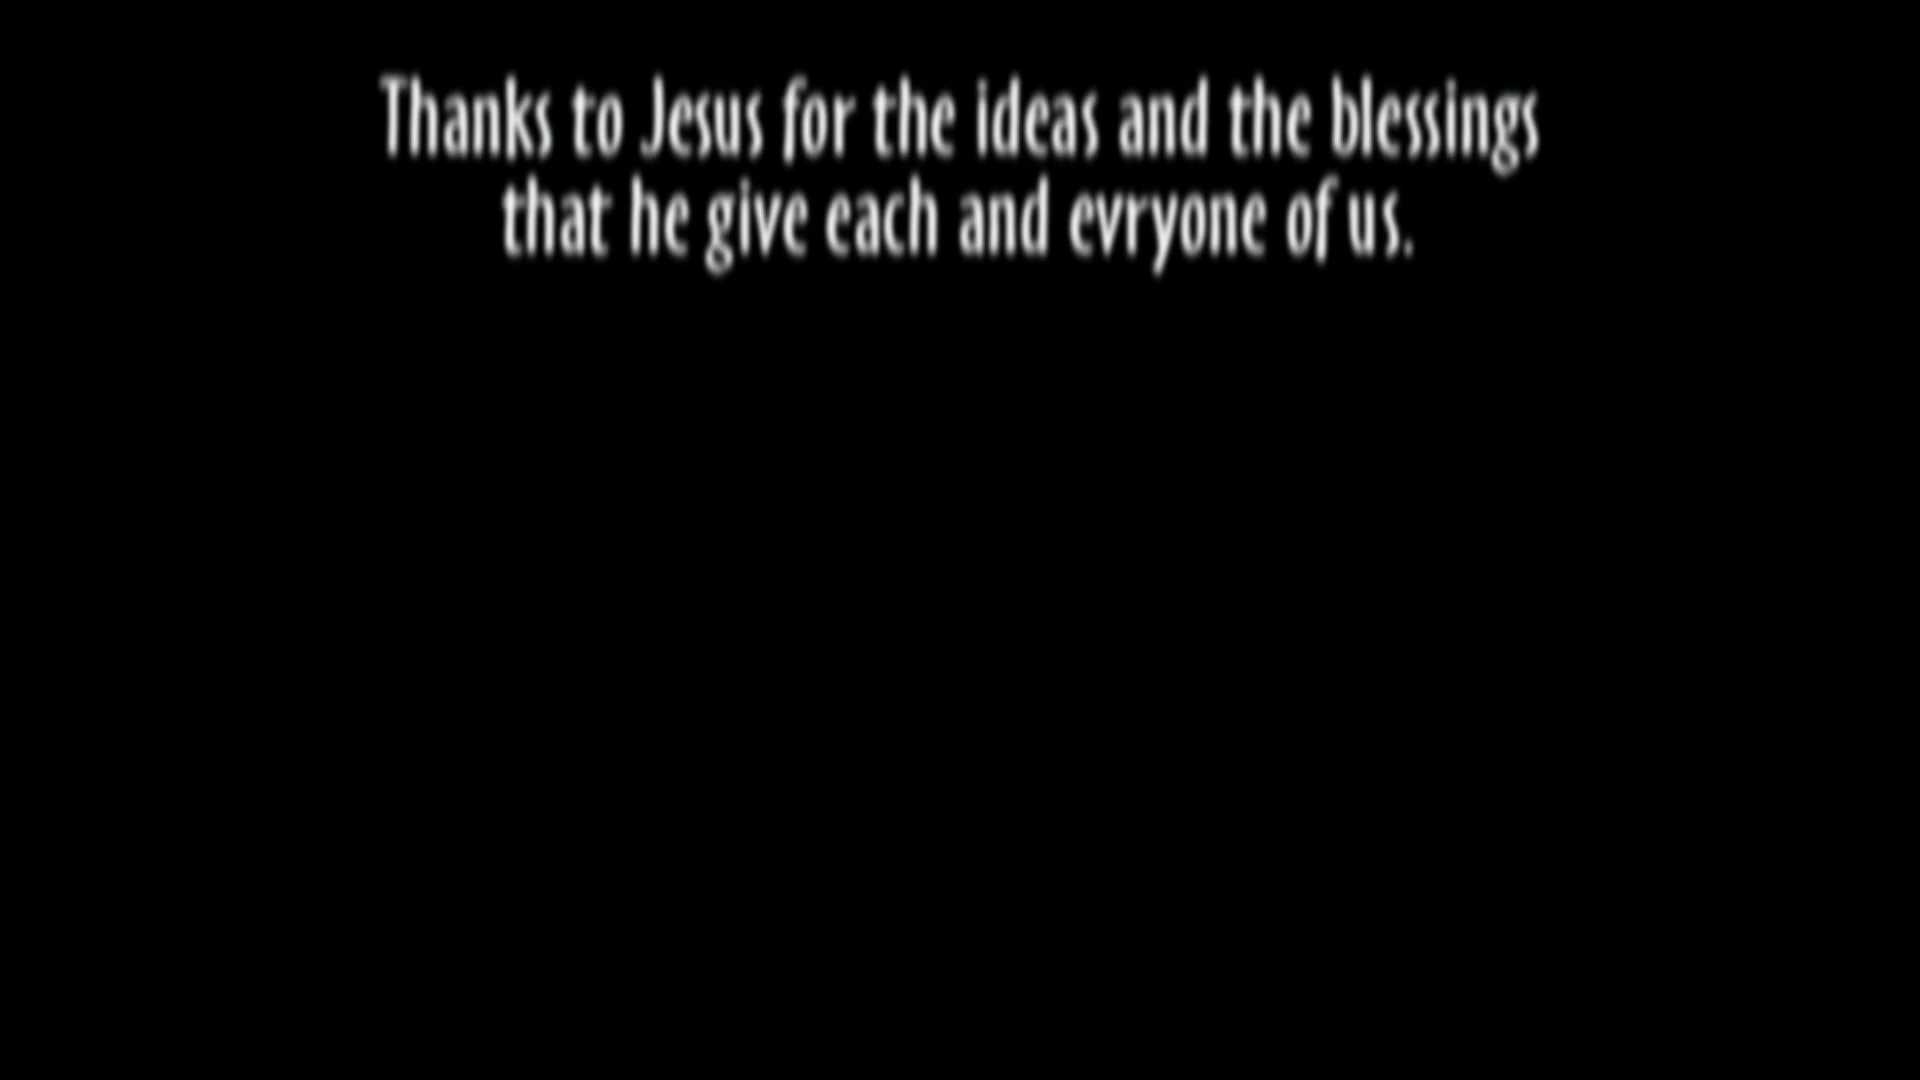 Thanks to Jesus for the ideas and the blessings
that he give each and evryone of us.